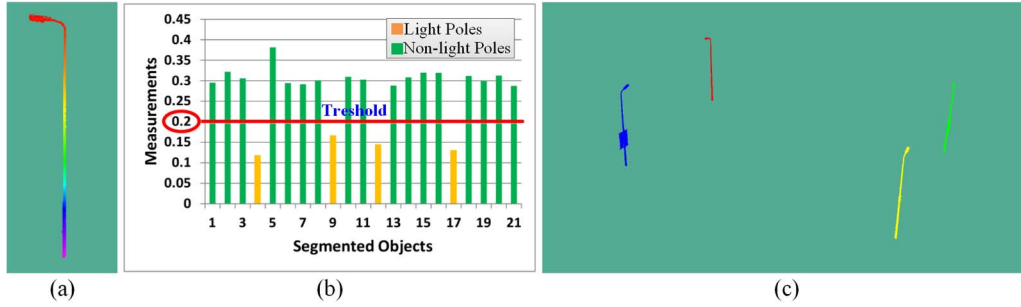 0.45
0.4
0.35
0.3
0.25
0.2
0.15
0.1
0.05
0
Measurements
Light Poles
Non-light Poles
Treshold
1 3 5 7 9 11 13 15 17 19 21
Segmented Objects
(a) (b) (c)